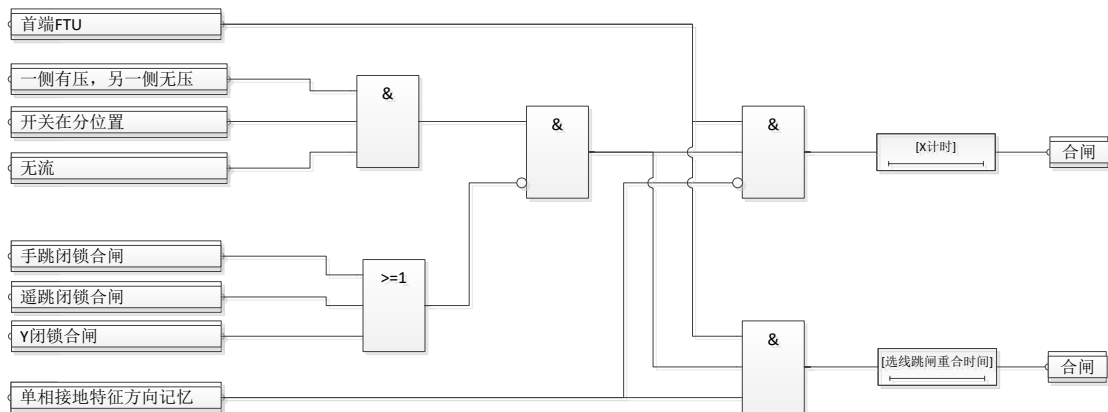 首端FTU
一侧有压，另一侧无压
开关在分位置
无流
&
&
&
[X计时]
合闸
手跳闭锁合闸
遥跳闭锁合闸
Y闭锁合闸
>=1
单相接地特征方向记忆
&
[选线跳闸重合时间]
合闸